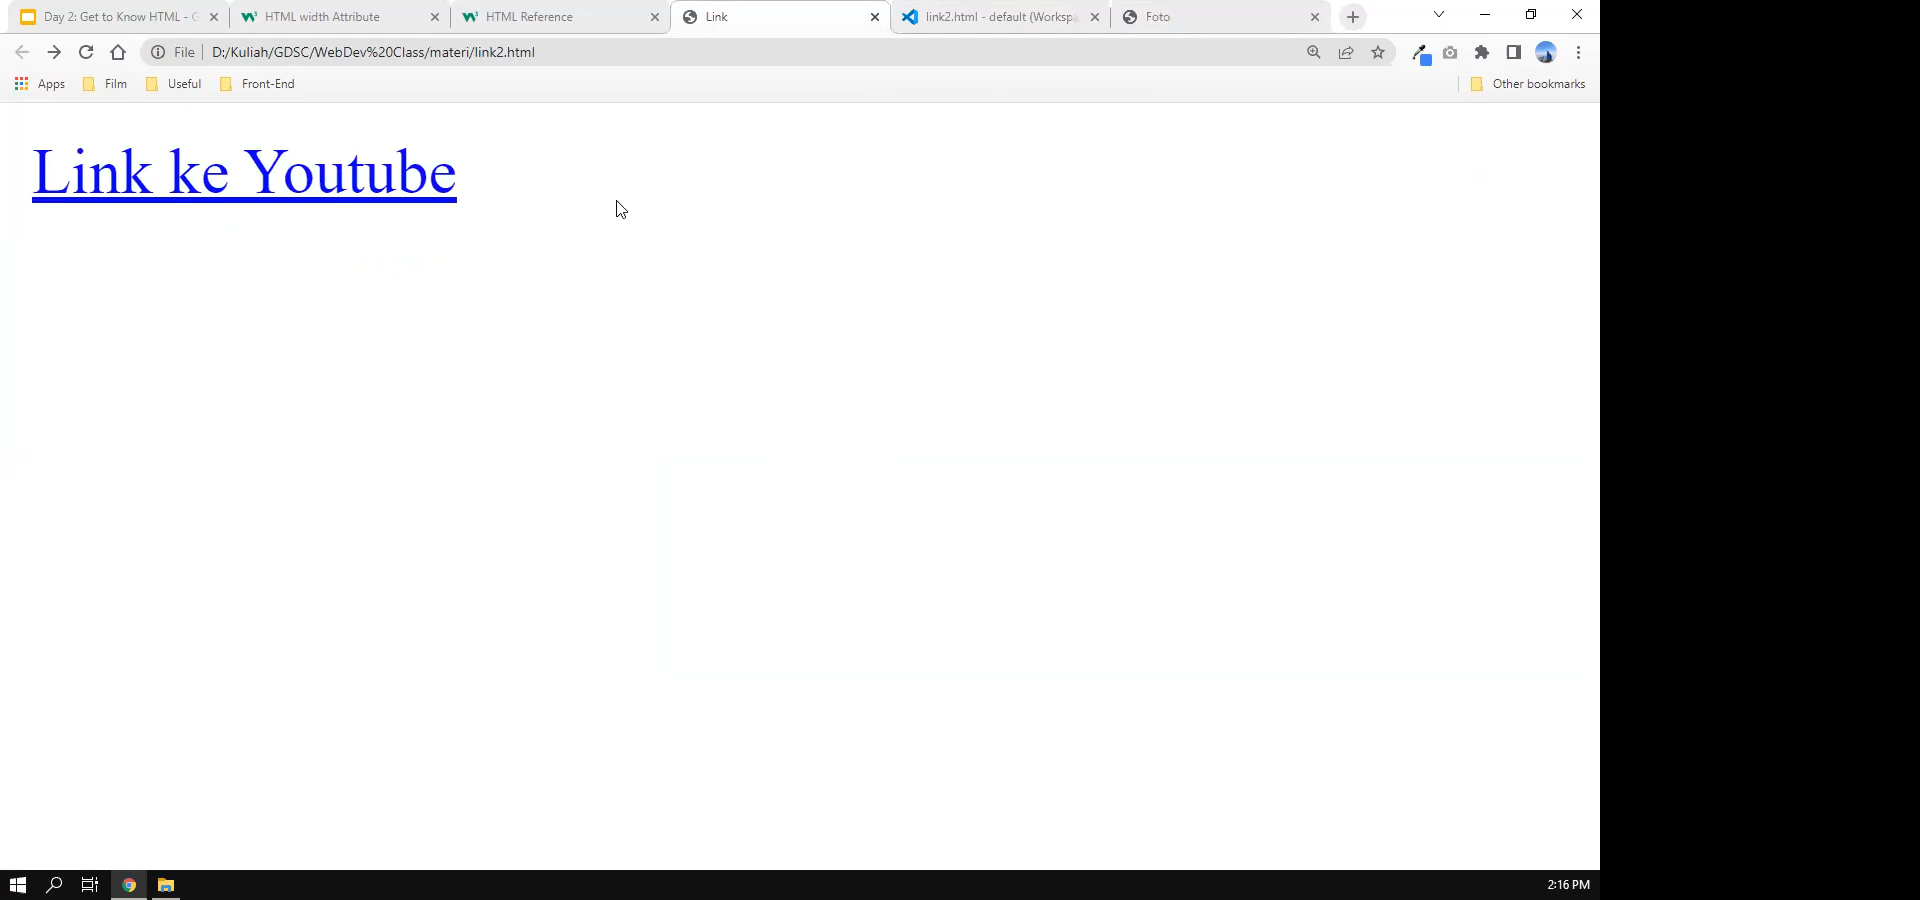 Day 2: Get to Know HTML - G
HTML width Attribute
HTML Reference
Link
link2.html - default (Workspa
Foto
File
D:/Kuliah/GDSC/WebDev%20Class/materi/link2.html
Apps
Film
Useful
Front-End
Other bookmarks
Link ke Youtube
2:16 PM